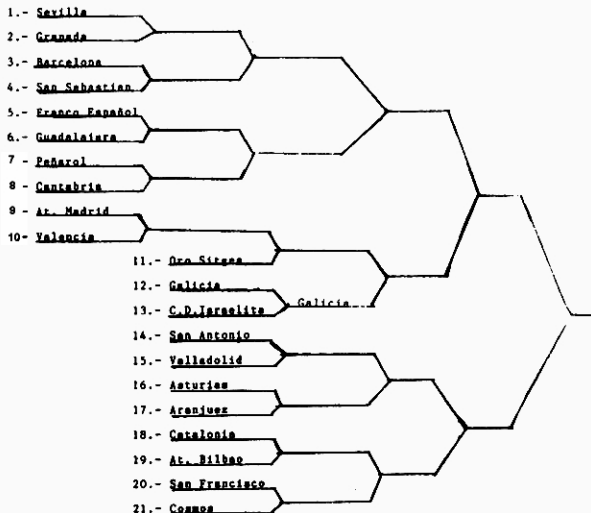 1.- Sevilla
2.- Granada
3.- Barcelona
4.- San Sebastian
5.- Franco Español
6.- Guadalajara
7 - Peñarol
8 - Cantabria
9 - At. Madrid
10- Valencia
11.- Oro Sitges
12.- Galicia
13.- C.D.Israelita
Galicia
14.- San Antonio
15.- Valladolid
16.- Asturias
17.- Aranjuez
18.- Catalonia
19.- At. Bilbao
20.- San Francisco
21.- Cosmos